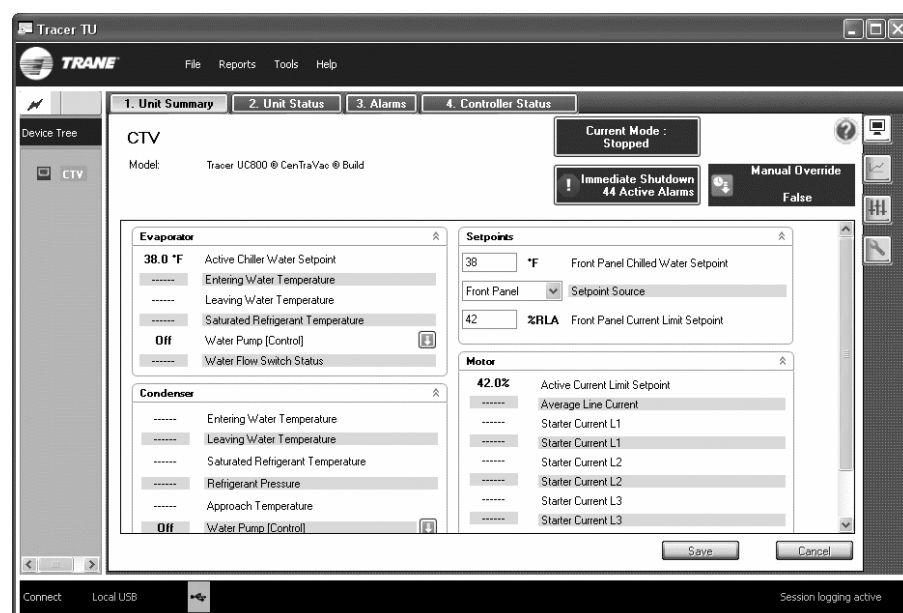 Tracer TU
TRANE File Reports Tools Help
1. Unit Summary 2. Unit Status 3. Alarms 4. Controller Status
Device Tree
CTV
CTV
Model: Tracer UC800 ® CenTraVac ® Build
Current Mode :
Stopped
Immediate Shutdown
44 Active Alarms
Manual Override
False
Evaporator
38.0 °F Active Chiller Water Setpoint
------ Entering Water Temperature
------ Leaving Water Temperature
------ Saturated Refrigerant Temperature
Off Water Pump [Control]
------ Water Flow Switch Status
Condenser
------ Entering Water Temperature
------ Leaving Water Temperature
------ Saturated Refrigerant Temperature
------ Refrigerant Pressure
------ Approach Temperature
Off Water Pump [Control]
Setpoints
38 °F Front Panel Chilled Water Setpoint
Front Panel Setpoint Source
42 %RLA Front Panel Current Limit Setpoint
Motor
42.0% Active Current Limit Setpoint
------ Average Line Current
------ Starter Current L1
------ Starter Current L1
------ Starter Current L2
------ Starter Current L2
------ Starter Current L3
------ Starter Current L3
Save Cancel
Connect Local USB Session logging active